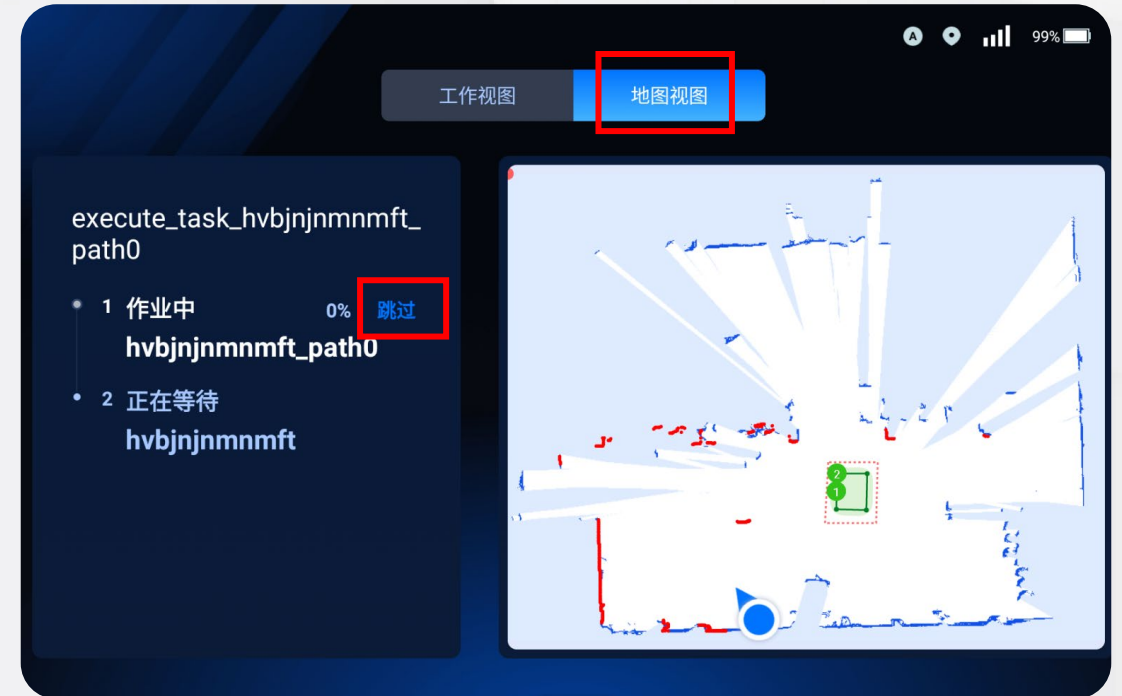 A
99%
工作视图
地图视图
execute_task_hvbjnjnmnmft_
path0
1 作业中 0% 跳过
hvbjnjnmnmft_path0
2 正在等待
hvbjnjnmnmft
2
1